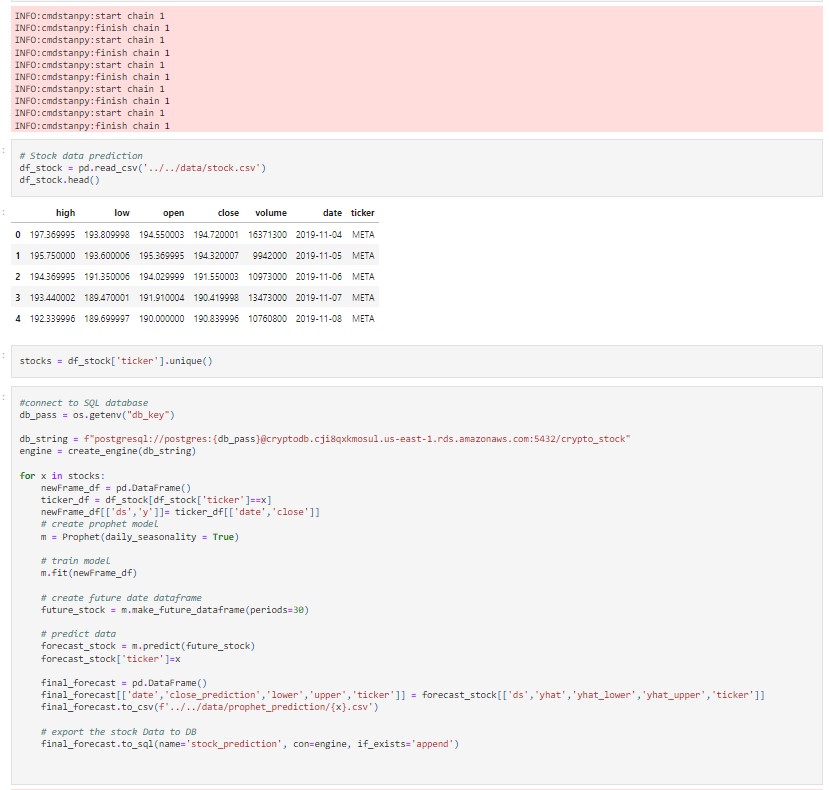 INFO:cmdstanpy:start chain 1
INFO:cmdstanpy:finish chain 1
INFO:cmdstanpy:start chain 1
INFO:cmdstanpy:finish chain 1
INFO:cmdstanpy:start chain 1
INFO:cmdstanpy:finish chain 1
INFO:cmdstanpy:start chain 1
INFO:cmdstanpy:finish chain 1
INFO:cmdstanpy:start chain 1
INFO:cmdstanpy:finish chain 1
:
# Stock data prediction
df_stock = pd.read_csv('../../data/stock.csv')
df_stock.head()
:
high low open close volume date ticker
0 197.369995 193.809998 194.550003 194.720001 16371300 2019-11-04 META
1 195.750000 193.600006 195.369995 194.320007 9942000 2019-11-05 META
2 194.369995 191.350006 194.029999 191.550003 10973000 2019-11-06 META
3 193.440002 189.470001 191.910004 190.419998 13473000 2019-11-07 META
4 192.339996 189.699997 190.000000 190.839996 10760800 2019-11-08 META
:
stocks = df_stock['ticker'].unique()
:
#connect to SQL database
db_pass = os.getenv("db_key")
db_string = f"postgresql://postgres:{db_pass}@cryptodb.cji8qxkmosul.us-east-1.rds.amazonaws.com:5432/crypto_stock"
engine = create_engine(db_string)
for x in stocks:
    newFrame_df = pd.DataFrame()
    ticker_df = df_stock[df_stock['ticker']==x]
    newFrame_df[['ds','y']]= ticker_df[['date','close']]
    # create prophet model
    m = Prophet(daily_seasonality = True)
    # train model
    m.fit(newFrame_df)
    # create future date dataframe
    future_stock = m.make_future_dataframe(periods=30)
    # predict data
    forecast_stock = m.predict(future_stock)
    forecast_stock['ticker']=x
    final_forecast = pd.DataFrame()
    final_forecast[['date','close_prediction','lower','upper','ticker']] = forecast_stock[['ds','yhat','yhat_lower','yhat_upper','ticker']]
    final_forecast.to_csv(f'../../data/prophet_prediction/{x}.csv')
    # export the stock Data to DB
    final_forecast.to_sql(name='stock_prediction', con=engine, if_exists='append')